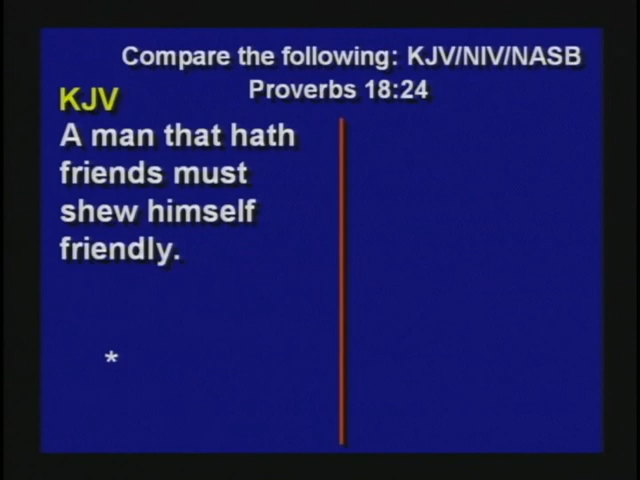 Compare the following: KJV/NIV/NASB
Proverbs 18:24
KJV
A man that hath
friends must
shew himself
friendly.
*